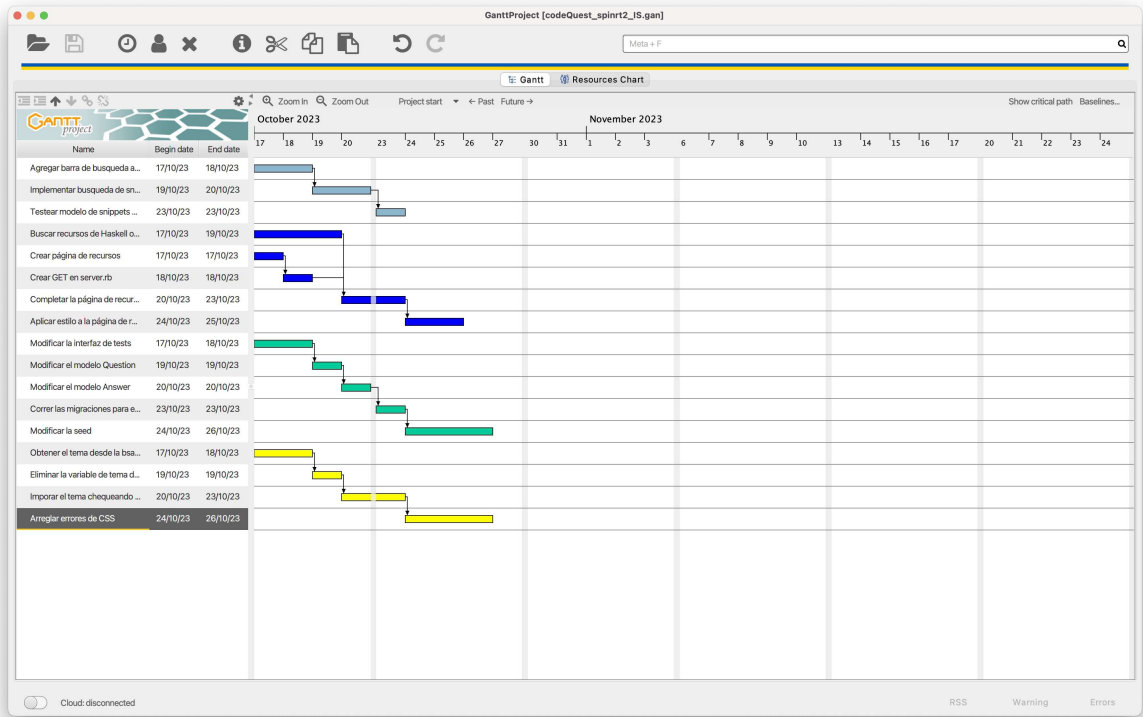 GanttProject [codeQuest_spinrt2_IS.gan]
Meta + F
Gantt Resources Chart
Zoom In Zoom Out Project start ← Past Future → Show critical path Baselines...
GANTT project
October 2023 November 2023
Name Begin date End date 17 18 19 20 23 24 25 26 27 30 31 1 2 3 6 7 8 9 10 13 14 15 16 17 20 21 22 23 24
Agregar barra de busqueda a... 17/10/23 18/10/23
Implementar busqueda de sn... 19/10/23 20/10/23
Testear modelo de snippets ... 23/10/23 23/10/23
Buscar recursos de Haskell o... 17/10/23 19/10/23
Crear página de recursos 17/10/23 17/10/23
Crear GET en server.rb 18/10/23 18/10/23
Completar la página de recur... 20/10/23 23/10/23
Aplicar estilo a la página de r... 24/10/23 25/10/23
Modificar la interfaz de tests 17/10/23 18/10/23
Modificar el modelo Question 19/10/23 19/10/23
Modificar el modelo Answer 20/10/23 20/10/23
Correr las migraciones para e... 23/10/23 23/10/23
Modificar la seed 24/10/23 26/10/23
Obtener el tema desde la bsa... 17/10/23 18/10/23
Eliminar la variable de tema d... 19/10/23 19/10/23
Imporar el tema chequeando ... 20/10/23 23/10/23
Arreglar errores de CSS 24/10/23 26/10/23
Cloud: disconnected RSS Warning Errors